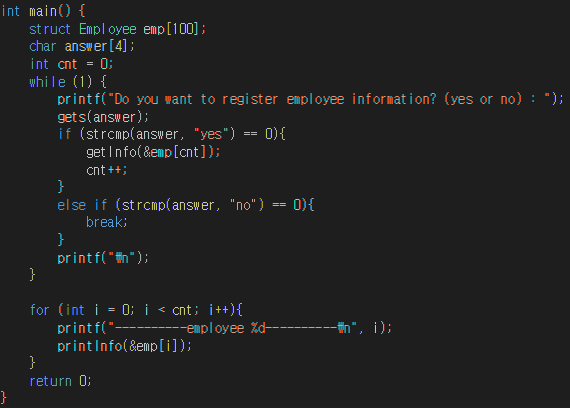 int main() {
    struct Employee emp[100];
    char answer[4];
    int cnt = 0;
    while (1) {
        printf("Do you want to register employee information? (yes or no) : ");
        gets(answer);
        if (strcmp(answer, "yes") == 0){
            getInfo(&emp[cnt]);
            cnt++;
        }
        else if (strcmp(answer, "no") == 0){
            break;
        }
        printf("₩n");
    }

    for (int i = 0; i < cnt; i++){
        printf("----------employee %d----------₩n", i);
        printInfo(&emp[i]);
    }
    return 0;
}